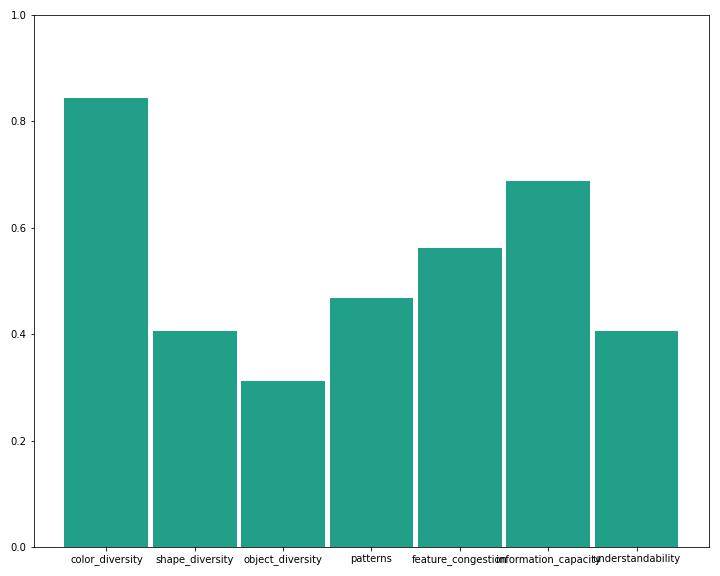 1.0
0.8
0.6
0.4
0.2
0.0
color_diversity
shape_diversity
object_diversity
patterns
feature_congestion
information_capacity
understandability